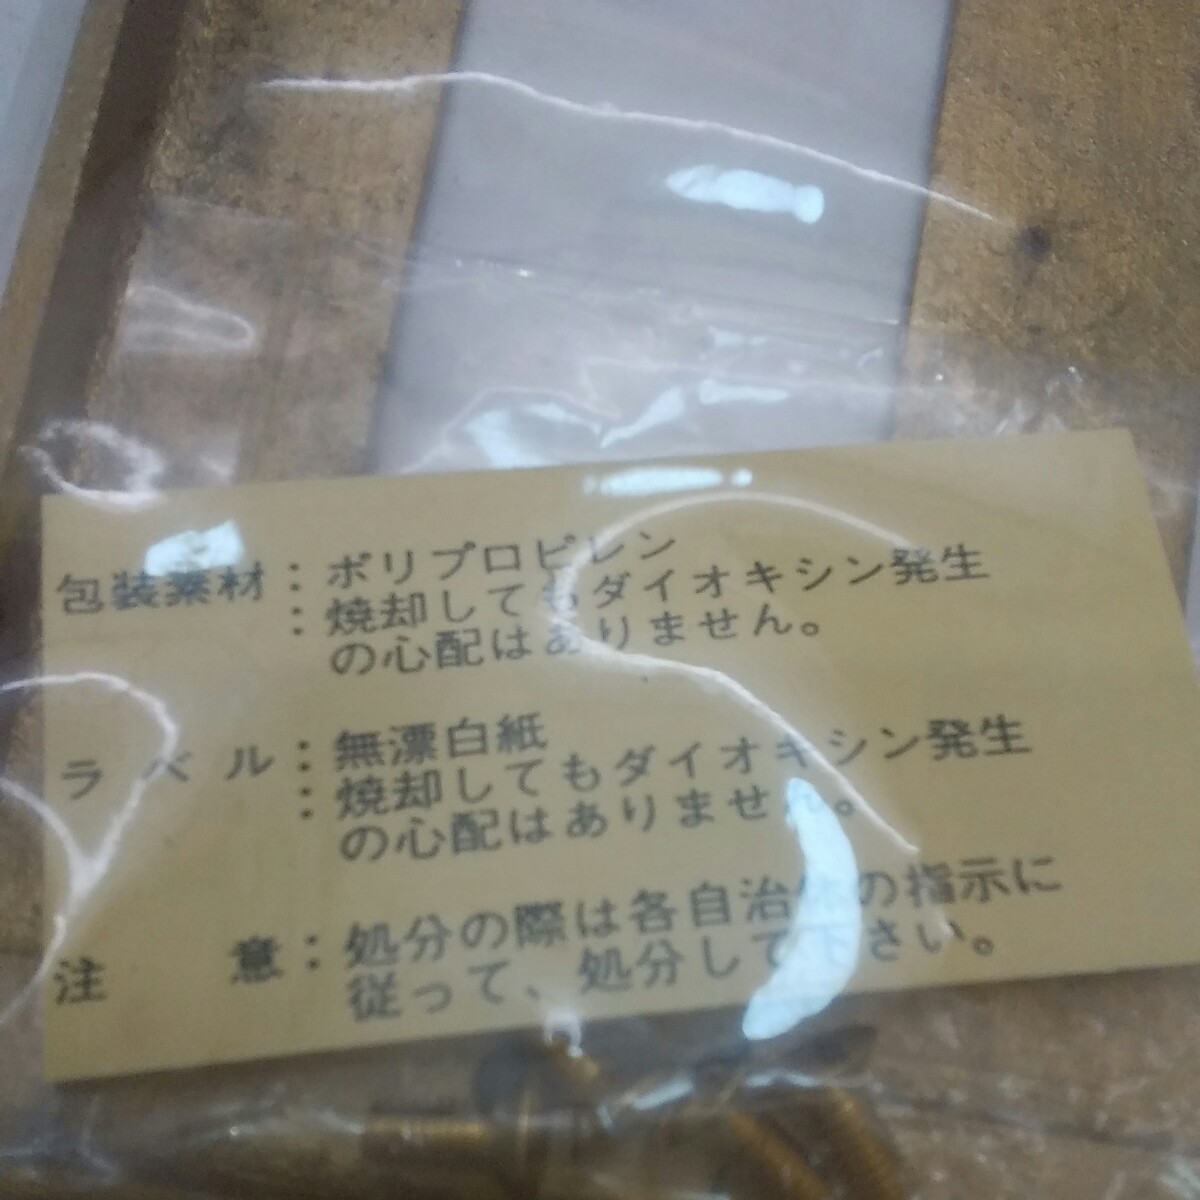 包装素材：ポリプロピレン
：焼却してもダイオキシン発生
の心配はありません。
ラベル：無漂白紙
：焼却してもダイオキシン発生
の心配はありません。
注意：処分の際は各自治体の指示に
従って、処分して下さい。